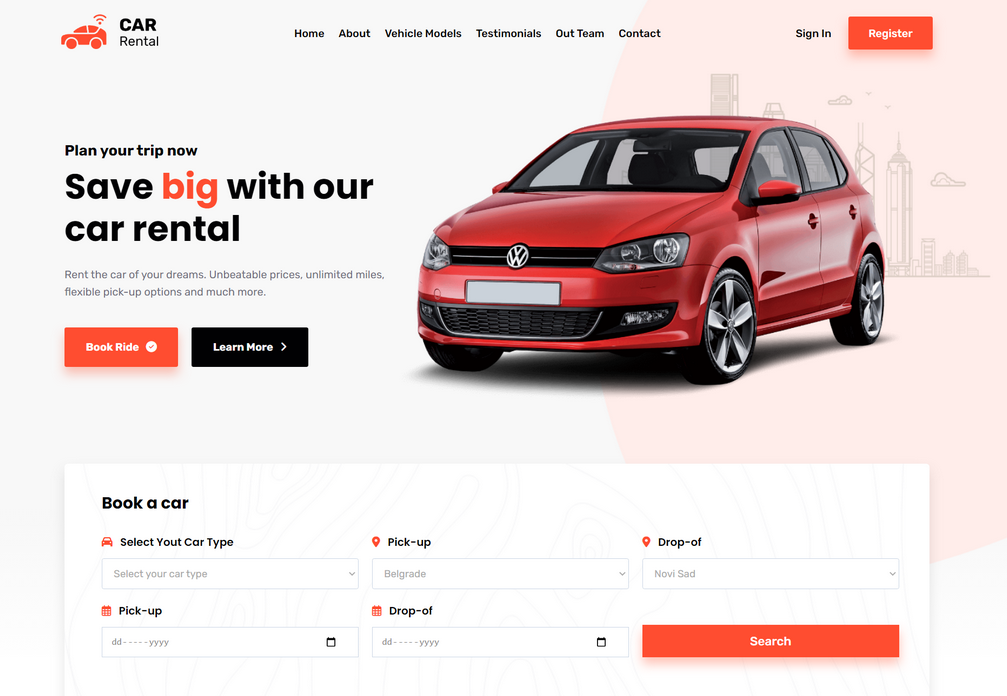 CAR
Rental
Home About Vehicle Models Testimonials Out Team Contact
Sign In Register
Plan your trip now
Save big with our
car rental
Rent the car of your dreams. Unbeatable prices, unlimited miles,
flexible pick-up options and much more.
Book Ride Learn More
Book a car
Select Yout Car Type Pick-up Drop-of
Select your car type Belgrade Novi Sad
Pick-up Drop-of
dd-----yyyy dd-----yyyy Search